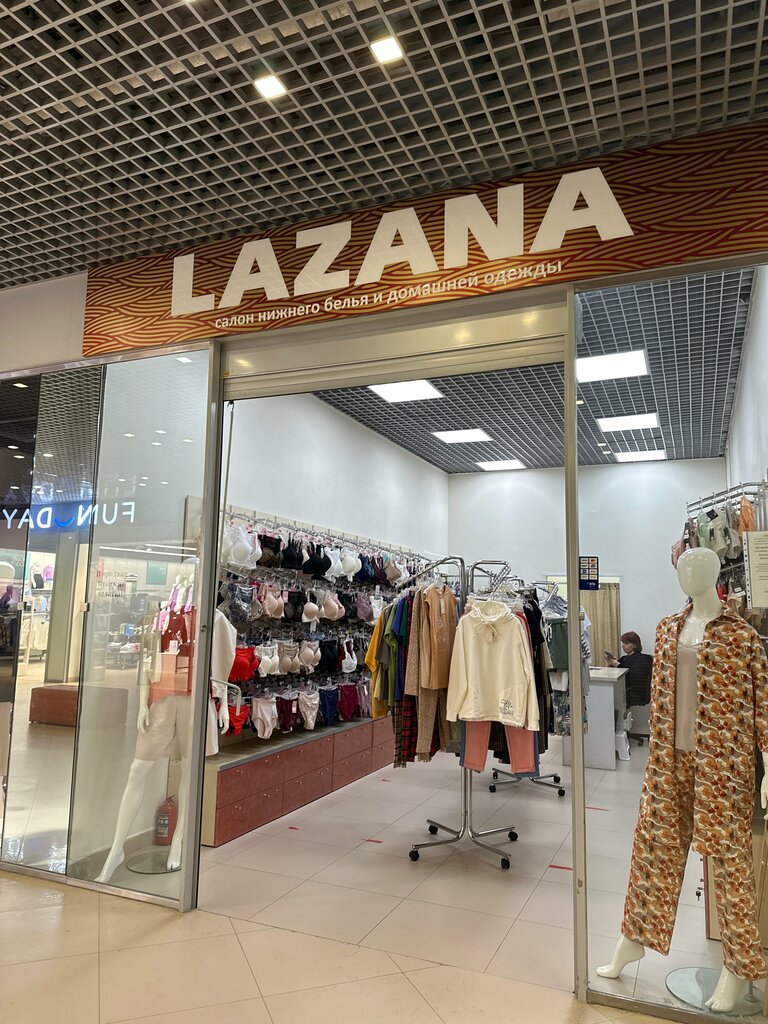 LAZANA
салон нижнего белья и домашней одежды
FUN DAY